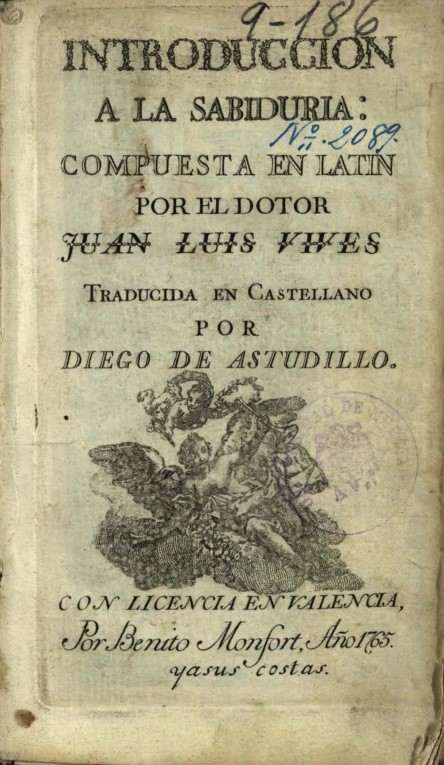 9-186
INTRODUCCION
A LA SABIDURIA:
Nº. 2089.
COMPUESTA EN LATIN
POR EL DOTOR
JUAN LUIS VIVES
TRADUCIDA EN CASTELLANO
POR
DIEGO DE ASTUDILLO.
CON LICENCIA EN VALENCIA,
Por Benito Monfort, Año 1765.
y a sus costas.